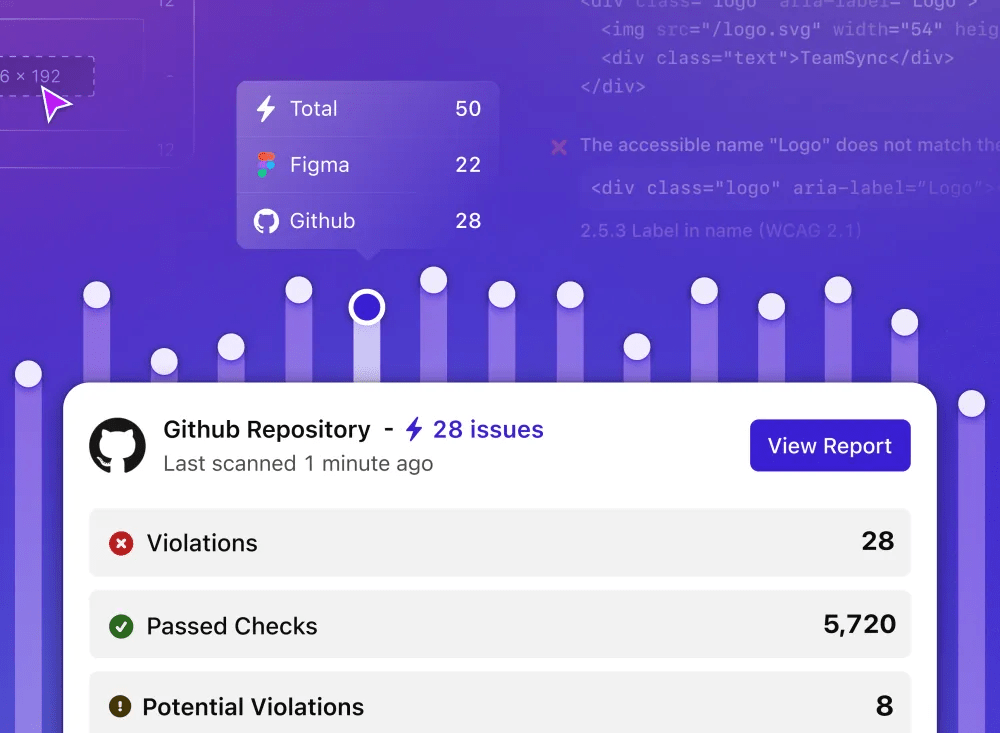 12
6 × 192
12
<div class="logo" aria-label="Logo">
<img src="/logo.svg" width="54"
<div class="text">TeamSync</div>
</div>
The accessible name "Logo" does not match the
<div class="logo" aria-label="Logo">
2.5.3 Label in name (WCAG 2.1)
Total 50
Figma 22
Github 28
Github Repository - 28 issues
Last scanned 1 minute ago
View Report
Violations 28
Passed Checks 5,720
Potential Violations 8